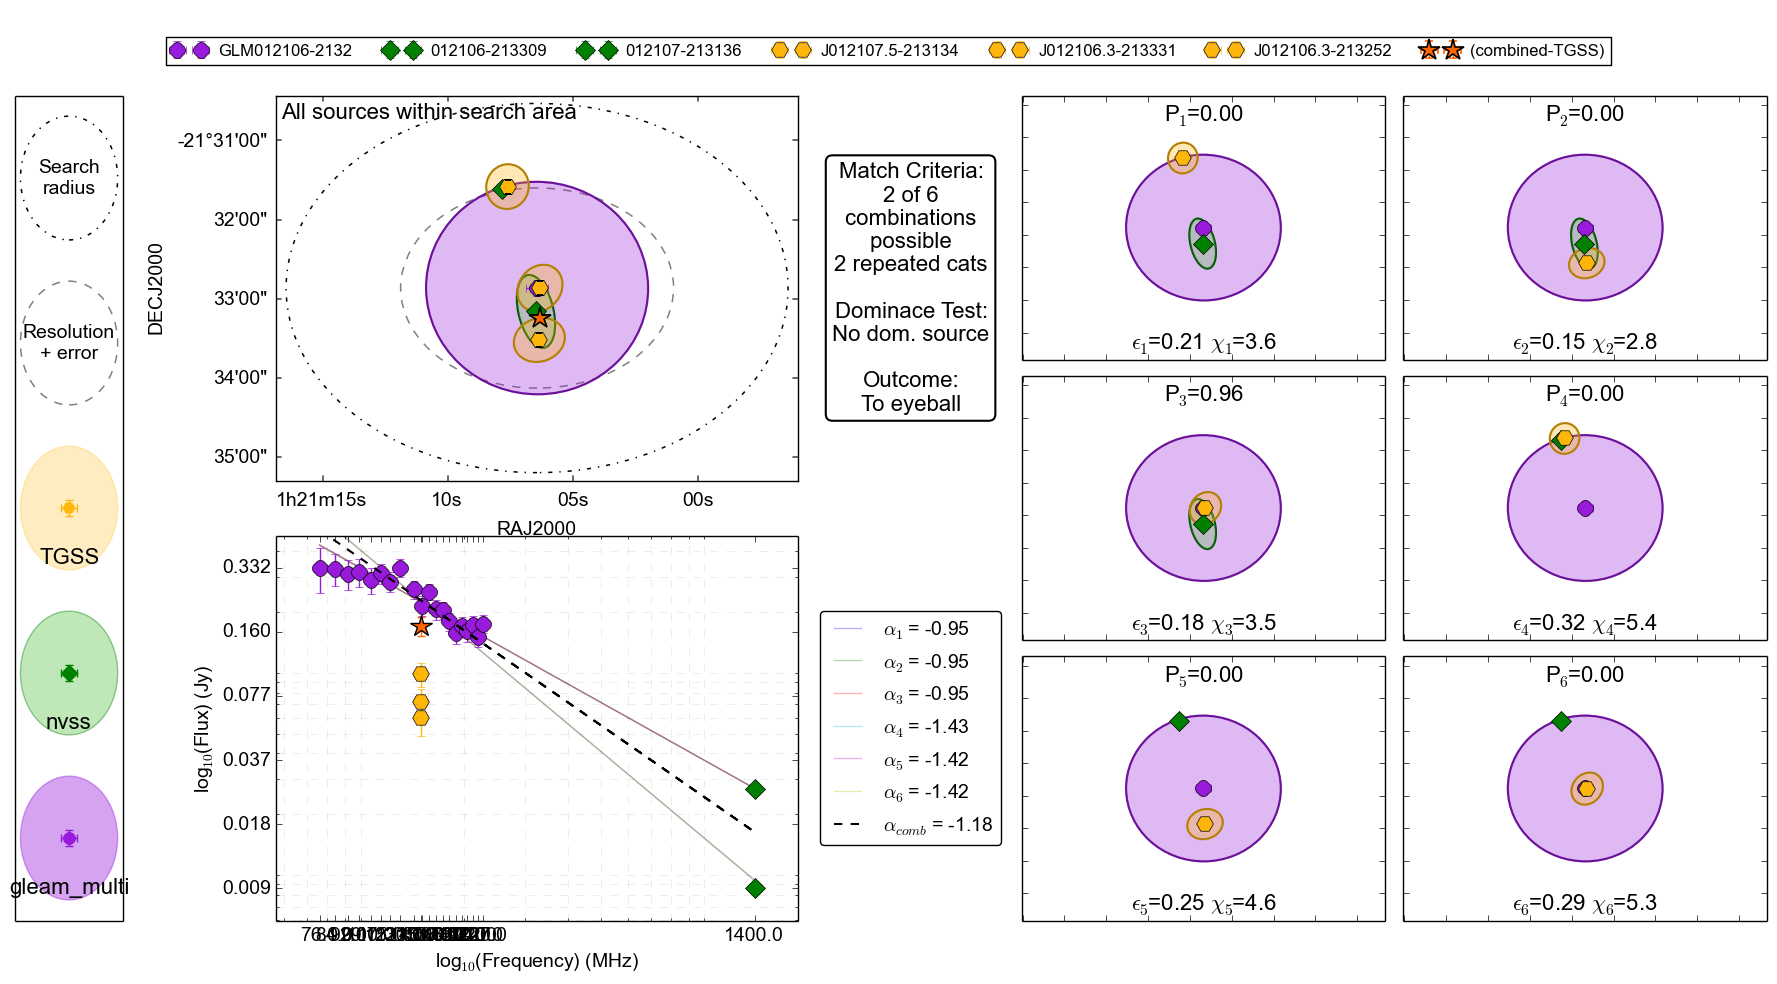 GLM012106-2132 012106-213309 012107-213136 J012107.5-213134 J012106.3-213331 J012106.3-213252 (combined-TGSS)
Search
radius
Resolution
+ error
TGSS
nvss
gleam_multi
All sources within search area
DECJ2000
-21°31'00"
32'00"
33'00"
34'00"
35'00"
1h21m15s 10s 05s 00s
RAJ2000
Match Criteria:
2 of 6
combinations
possible
2 repeated cats
Dominace Test:
No dom. source
Outcome:
To eyeball
log10(Flux) (Jy)
0.332
0.160
0.077
0.037
0.018
0.009
1400.0
log10(Frequency) (MHz)
α1 = -0.95
α2 = -0.95
α3 = -0.95
α4 = -1.43
α5 = -1.42
α6 = -1.42
αcomb = -1.18
P1=0.00
ϵ1=0.21 χ1=3.6
P2=0.00
ϵ2=0.15 χ2=2.8
P3=0.96
ϵ3=0.18 χ3=3.5
P4=0.00
ϵ4=0.32 χ4=5.4
P5=0.00
ϵ5=0.25 χ5=4.6
P6=0.00
ϵ6=0.29 χ6=5.3